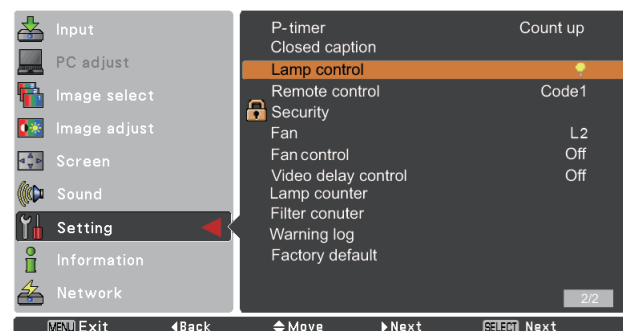 Input
PC adjust
Image select
Image adjust
Screen
Sound
Setting
Information
Network
P-timer Count up
Closed caption
Lamp control
Remote control Code1
Security
Fan L2
Fan control Off
Video delay control Off
Lamp counter
Filter conuter
Warning log
Factory default
2/2
MENU Exit Back Move Next SELECT Next